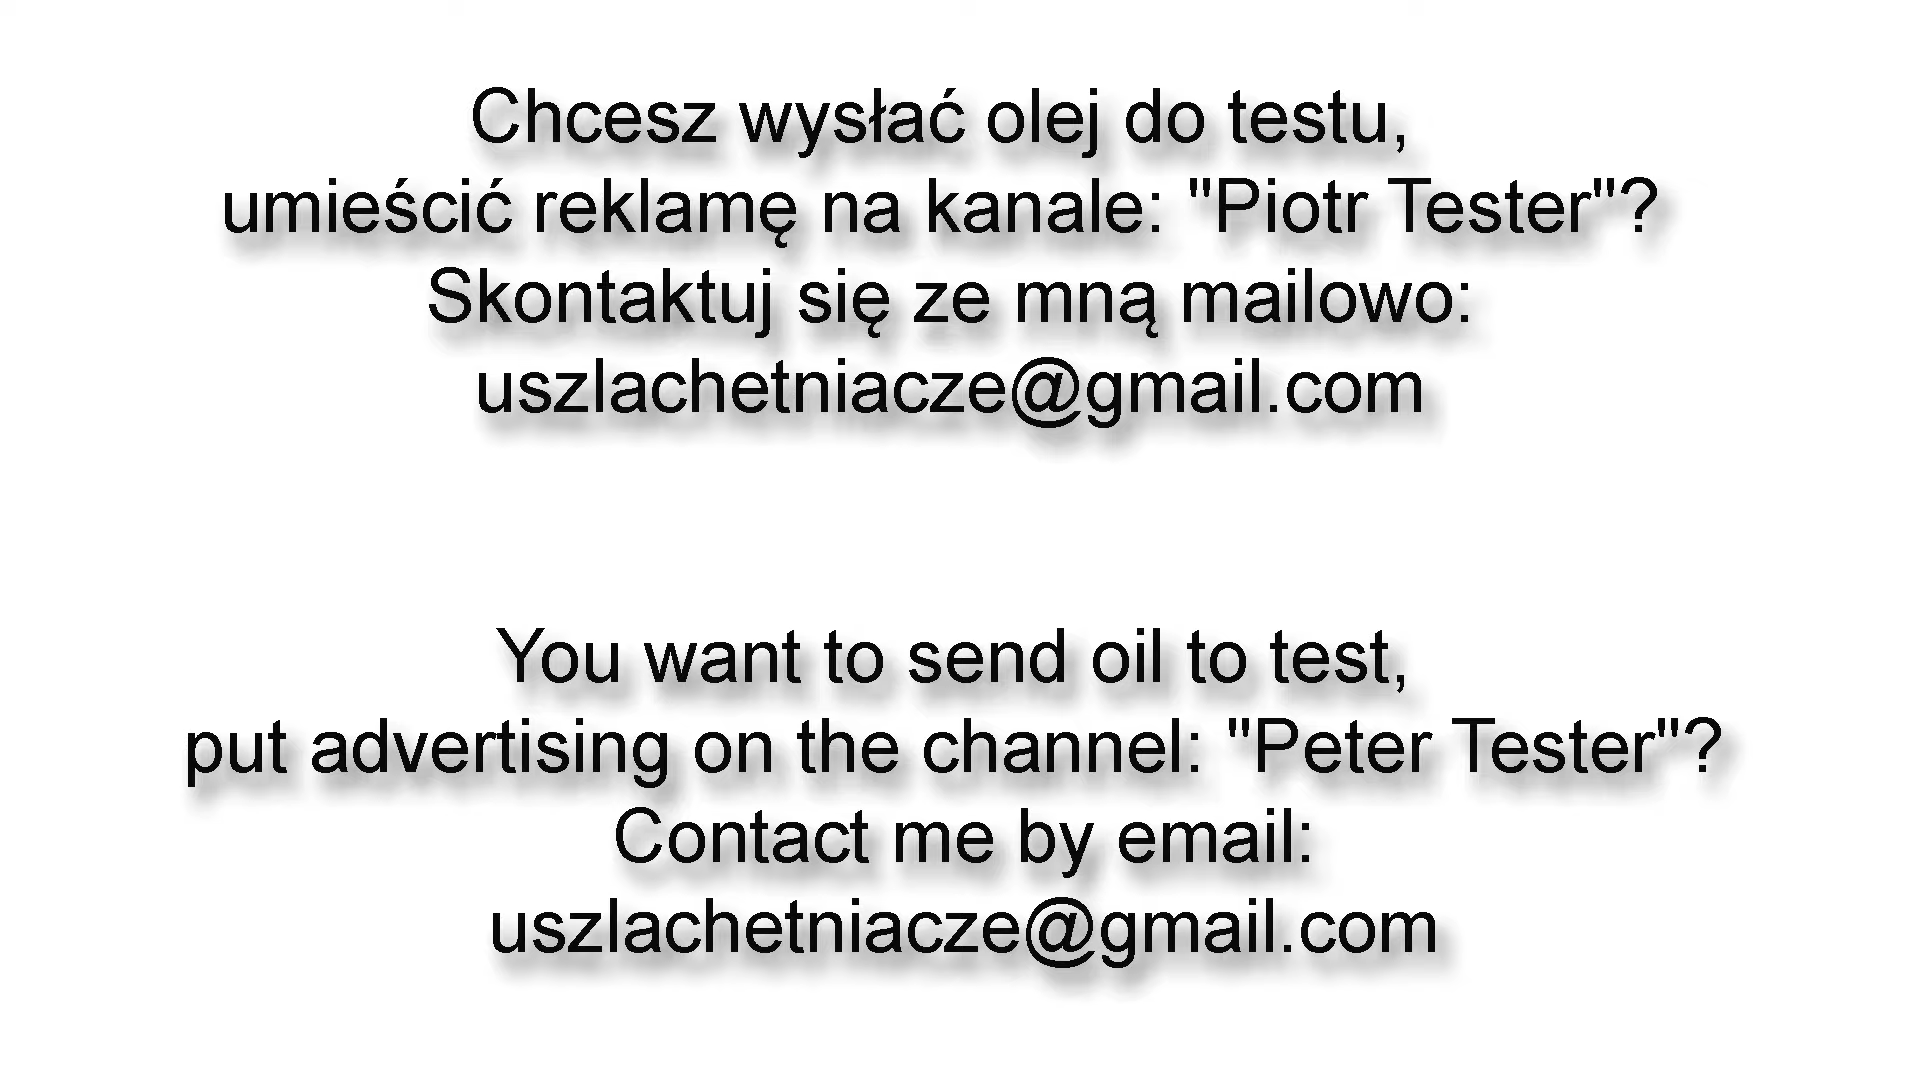 Chcesz wysłać olej do testu,
umieścić reklamę na kanale: "Piotr Tester"?
Skontaktuj się ze mną mailowo:
uszlachetniacze@gmail.com
You want to send oil to test,
put advertising on the channel: "Peter Tester"?
Contact me by email:
uszlachetniacze@gmail.com